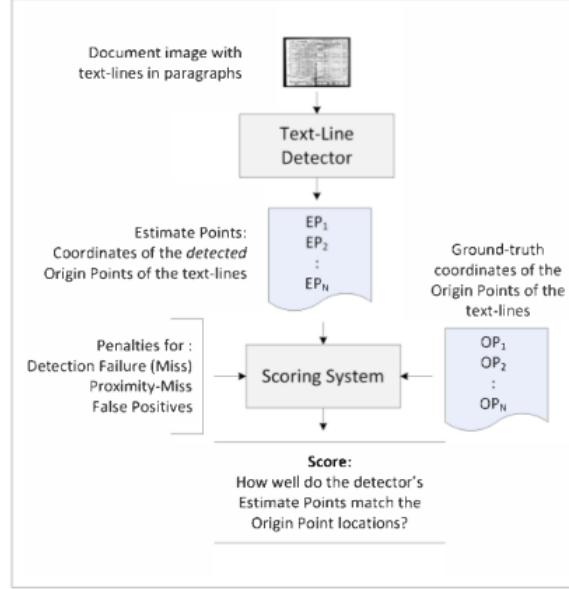 Document image with
text-lines in paragraphs
Text-Line
Detector
Estimate Points:
Coordinates of the detected
Origin Points of the text-lines
EP1
EP2
:
EPN
Ground-truth
coordinates of the
Origin Points of the
text-lines
OP1
OP2
:
OPN
Penalties for :
Detection Failure (Miss)
Proximity-Miss
False Positives
Scoring System
Score:
How well do the detector's
Estimate Points match the
Origin Point locations?